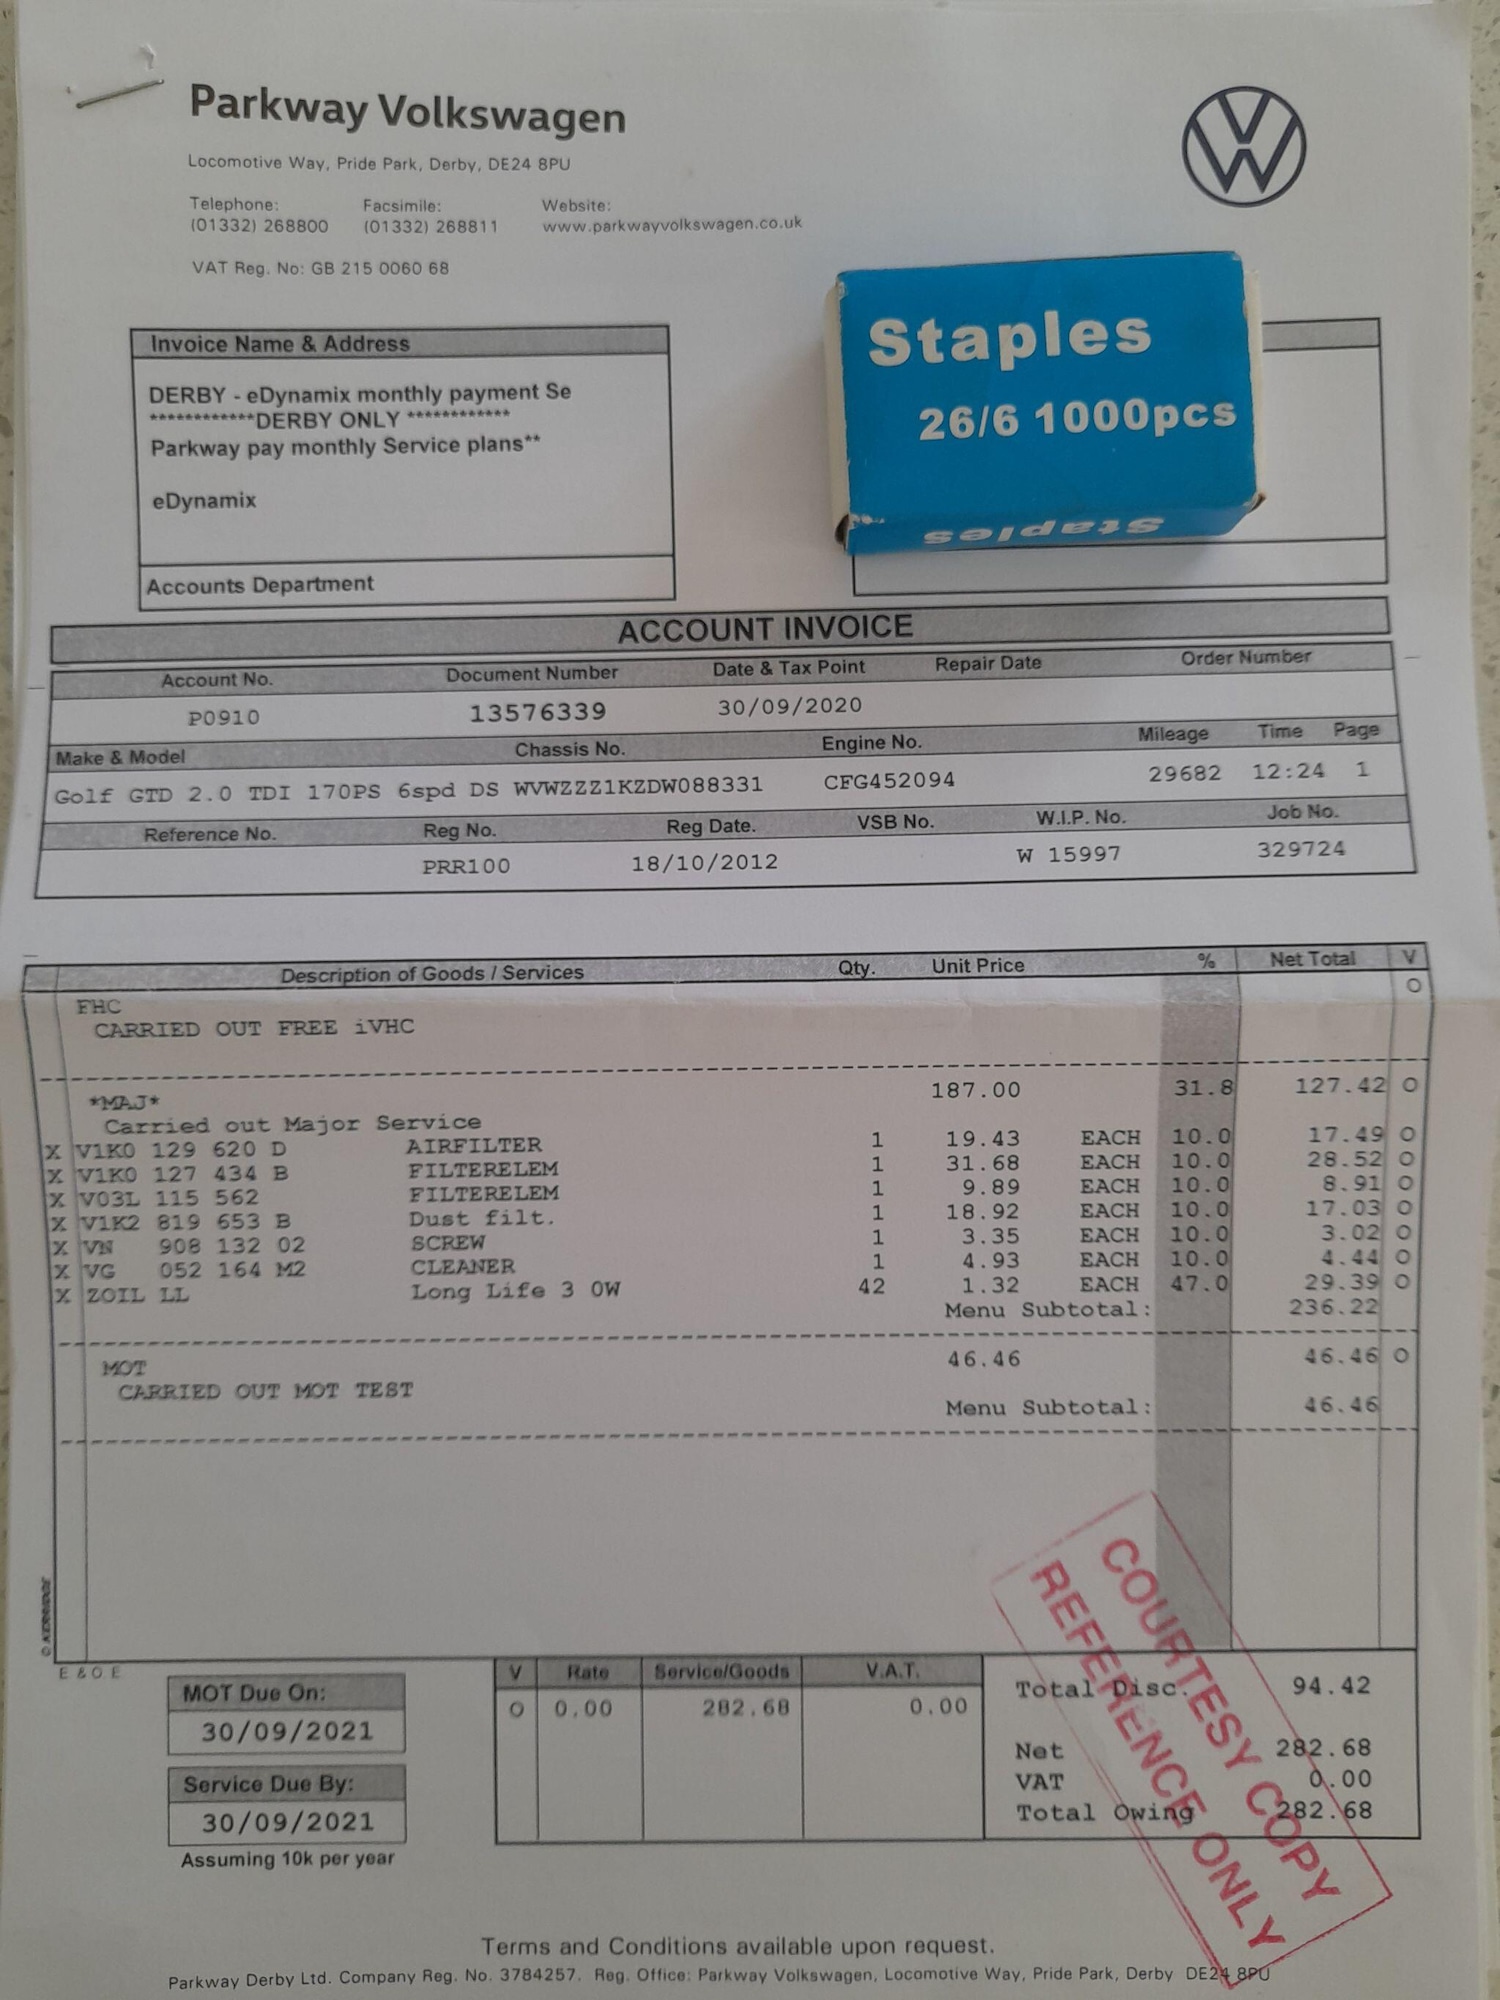 Parkway Volkswagen
Locomotive Way, Pride Park, Derby, DE24 8PU
Telephone: Facsimile: Website:
(01332) 268800 (01332) 268811 www.parkwayvolkswagen.co.uk
VAT Reg. No: GB 215 0060 68
Staples
26/6 1000pcs
Staples
Invoice Name & Address
DERBY - eDynamix monthly payment Se
************DERBY ONLY ************
Parkway pay monthly Service plans**
eDynamix
Accounts Department
ACCOUNT INVOICE
Account No. Document Number Date & Tax Point Repair Date Order Number
P0910 13576339 30/09/2020
Make & Model Chassis No. Engine No. Mileage Time Page
Golf GTD 2.0 TDI 170PS 6spd DS WVWZZZ1KZDW088331 CFG452094 29682 12:24 1
Reference No. Reg No. Reg Date. VSB No. W.I.P. No. Job No.
PRR100 18/10/2012 W 15997 329724
Description of Goods / Services Qty. Unit Price % Net Total V
FHC O
CARRIED OUT FREE iVHC
*MAJ* 187.00 31.8 127.42 O
Carried out Major Service
X V1K0 129 620 D AIRFILTER 1 19.43 EACH 10.0 17.49 O
X V1K0 127 434 B FILTERELEM 1 31.68 EACH 10.0 28.52 O
X V03L 115 562 FILTERELEM 1 9.89 EACH 10.0 8.91 O
X V1K2 819 653 B Dust filt. 1 18.92 EACH 10.0 17.03 O
X VN 908 132 02 SCREW 1 3.35 EACH 10.0 3.02 O
X VG 052 164 M2 CLEANER 1 4.93 EACH 10.0 4.44 O
X ZOIL LL Long Life 3 0W 42 1.32 EACH 47.0 29.39 O
Menu Subtotal: 236.22
MOT 46.46 46.46 O
CARRIED OUT MOT TEST
Menu Subtotal: 46.46
© KERRIDGE
E & O E
MOT Due On:
30/09/2021
Service Due By:
30/09/2021
Assuming 10k per year
V Rate Service/Goods V.A.T.
O 0.00 282.68 0.00
Total Disc. 94.42
Net 282.68
VAT 0.00
Total Owing 282.68
COURTESY COPY
REFERENCE ONLY
Terms and Conditions available upon request.
Parkway Derby Ltd. Company Reg. No. 3784257. Reg. Office: Parkway Volkswagen, Locomotive Way, Pride Park, Derby DE24 8PU